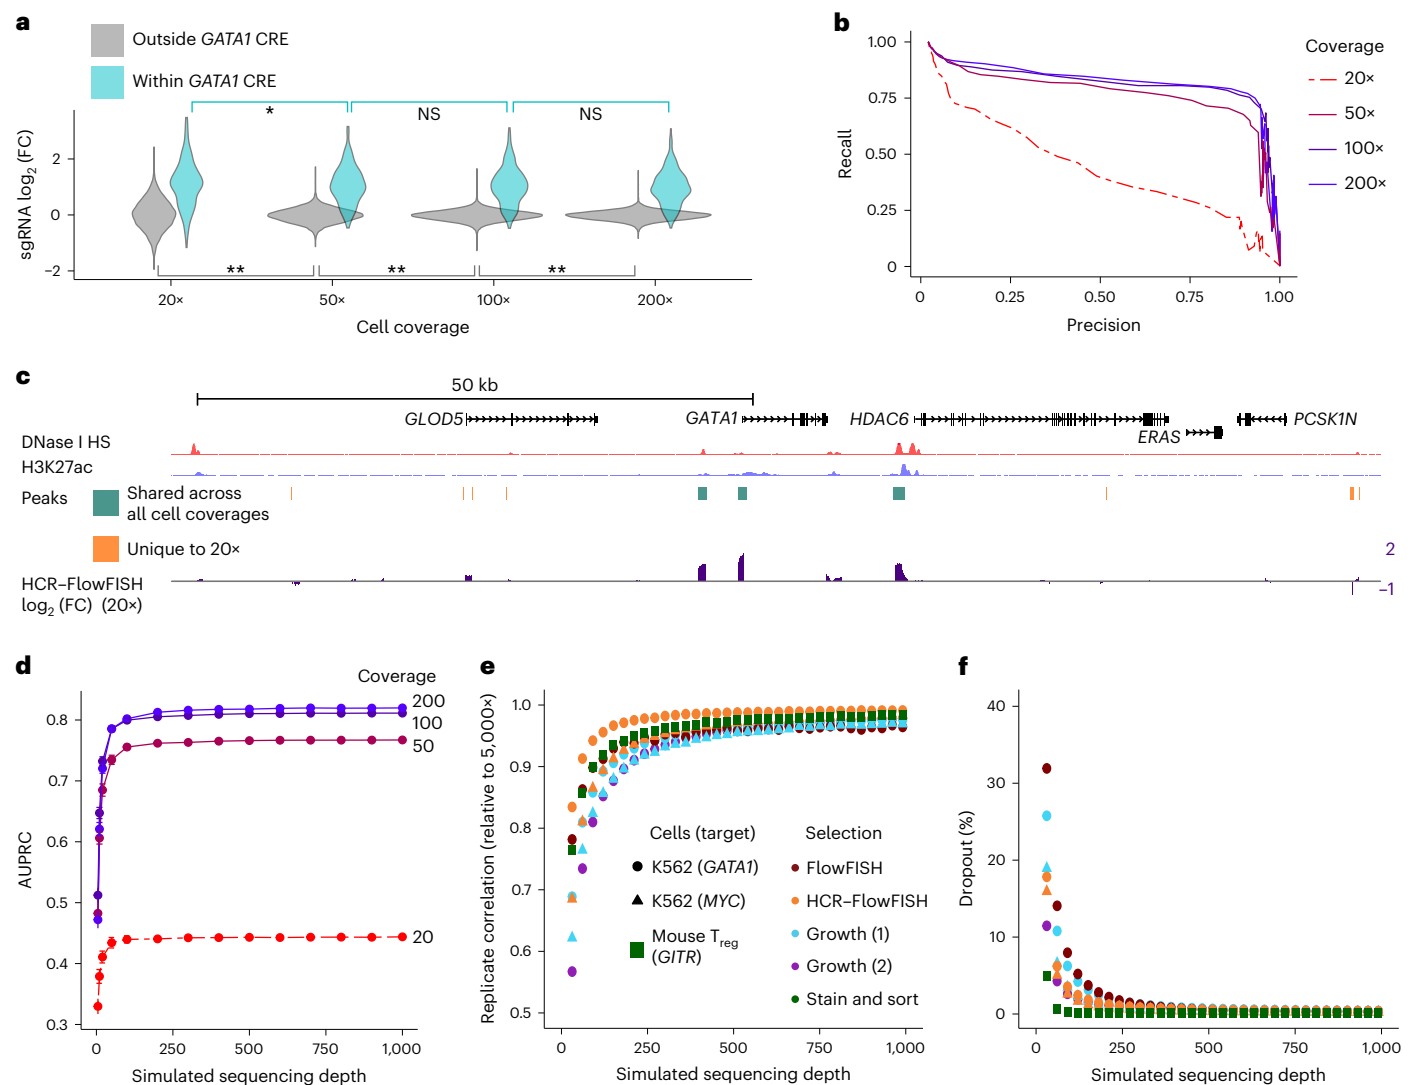 a
Outside GATA1 CRE
Within GATA1 CRE
* NS NS
sgRNA log2 (FC)
2
0
−2
** ** **
20× 50× 100× 200×
Cell coverage
b
Coverage
20×
50×
100×
200×
Recall
1.00
0.75
0.50
0.25
0
0 0.25 0.50 0.75 1.00
Precision
c
50 kb
GLOD5 GATA1 HDAC6 ERAS PCSK1N
DNase I HS
H3K27ac
Peaks
Shared across
all cell coverages
Unique to 20×
2
HCR–FlowFISH
log2 (FC) (20×)
−1
d
Coverage
200
100
50
20
AUPRC
0.8
0.7
0.6
0.5
0.4
0.3
0 250 500 750 1,000
Simulated sequencing depth
e
Replicate correlation (relative to 5,000×)
1.0
0.9
0.8
0.7
0.6
0.5
Cells (target)
K562 (GATA1)
K562 (MYC)
Mouse Treg
(GITR)
Selection
FlowFISH
HCR–FlowFISH
Growth (1)
Growth (2)
Stain and sort
0 250 500 750 1,000
Simulated sequencing depth
f
Dropout (%)
40
30
20
10
0
0 250 500 750 1,000
Simulated sequencing depth